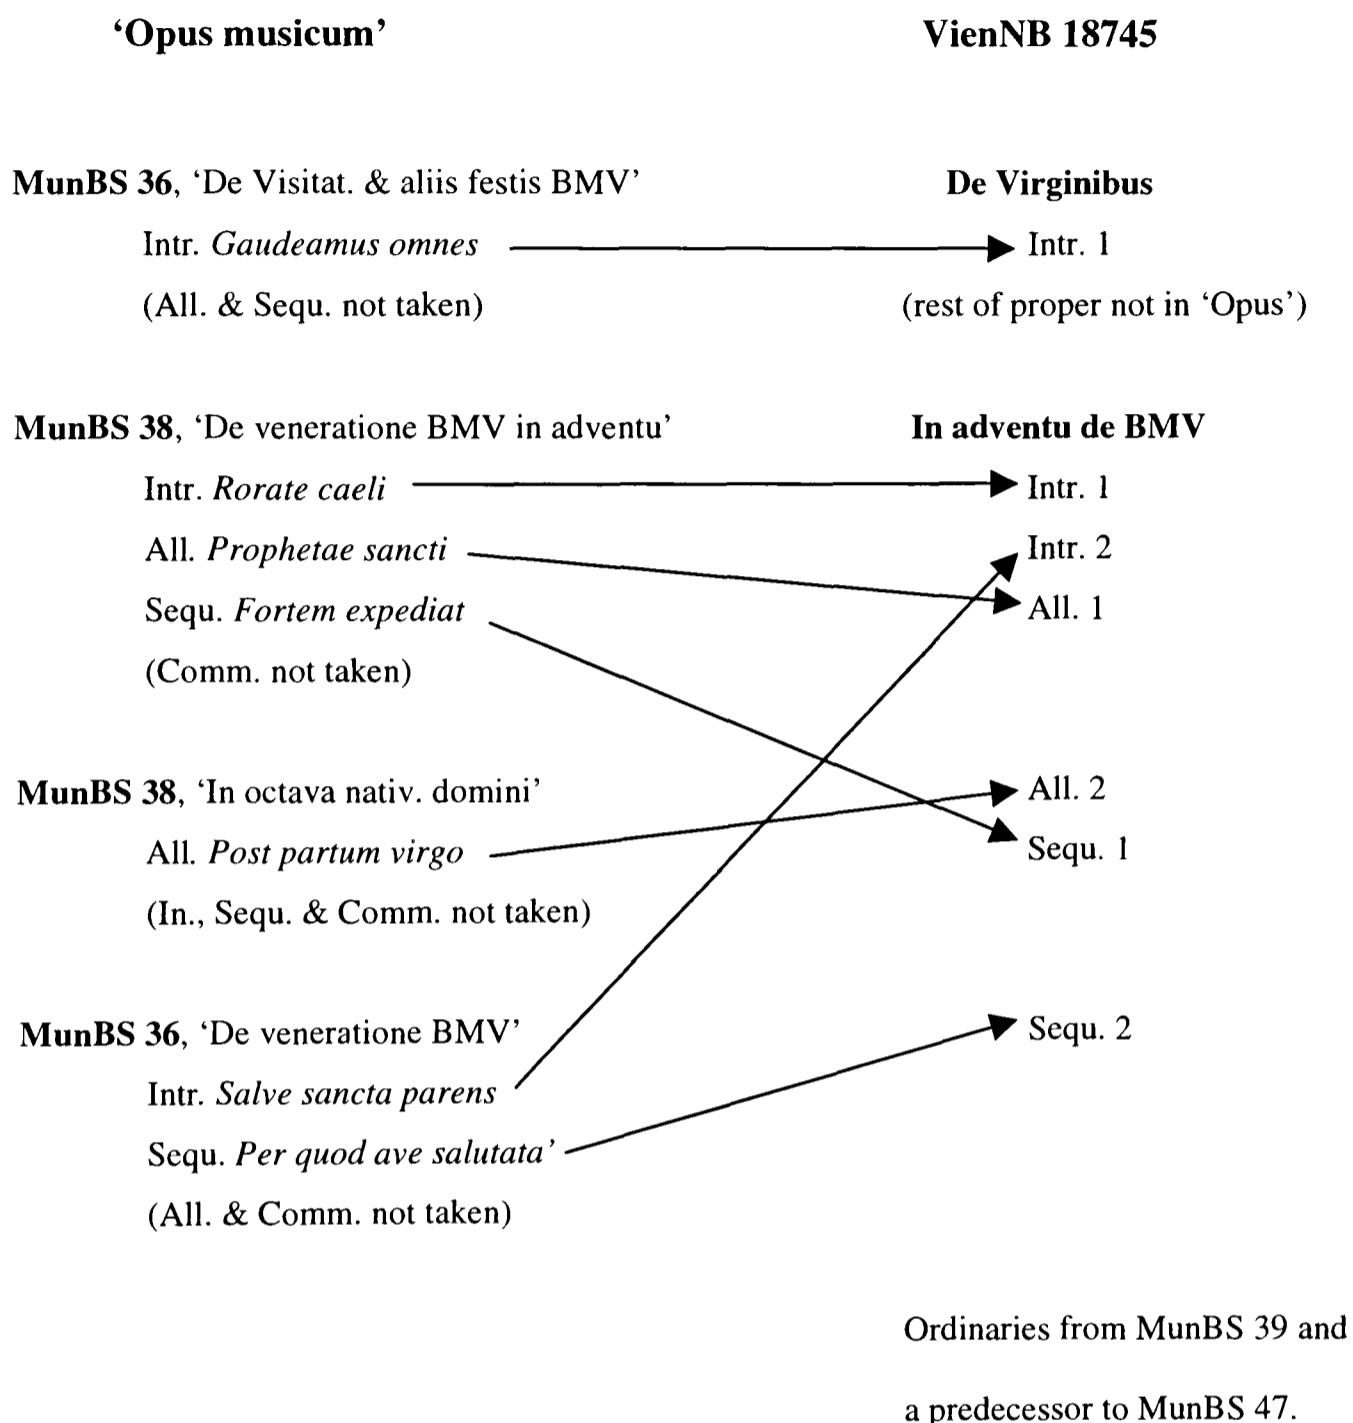 ‘Opus musicum’ VienNB 18745
MunBS 36, ‘De Visitat. & aliis festis BMV’ De Virginibus
Intr. Gaudeamus omnes Intr. 1
(All. & Sequ. not taken) (rest of proper not in ‘Opus’)
MunBS 38, ‘De veneratione BMV in adventu’ In adventu de BMV
Intr. Rorate caeli Intr. 1
All. Prophetae sancti Intr. 2
Sequ. Fortem expediat All. 1
(Comm. not taken)
MunBS 38, ‘In octava nativ. domini’ All. 2
All. Post partum virgo Sequ. 1
(In., Sequ. & Comm. not taken)
MunBS 36, ‘De veneratione BMV’ Sequ. 2
Intr. Salve sancta parens
Sequ. Per quod ave salutata’
(All. & Comm. not taken)
Ordinaries from MunBS 39 and
a predecessor to MunBS 47.